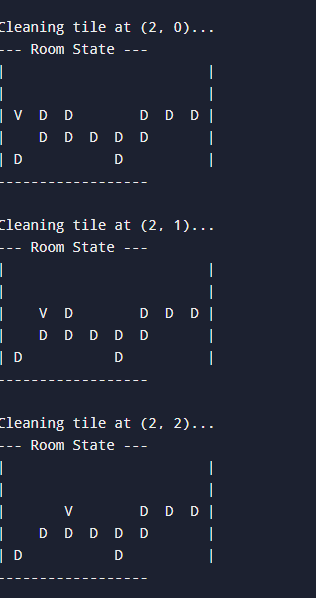 Cleaning tile at (2, 0)...
--- Room State ---
|                        |
|                        |
| V  D  D        D  D  D |
|    D  D  D  D  D       |
| D           D          |
------------------

Cleaning tile at (2, 1)...
--- Room State ---
|                        |
|                        |
|    V  D        D  D  D |
|    D  D  D  D  D       |
| D           D          |
------------------

Cleaning tile at (2, 2)...
--- Room State ---
|                        |
|                        |
|       V        D  D  D |
|    D  D  D  D  D       |
| D           D          |
------------------